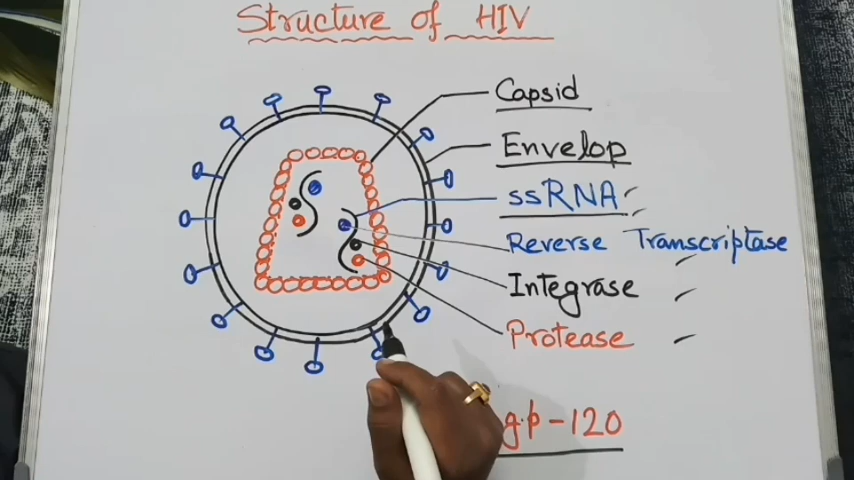 Structure of HIV
Capsid
Envelop
ssRNA
Reverse Transcriptase
Integrase
Protease
gp-120